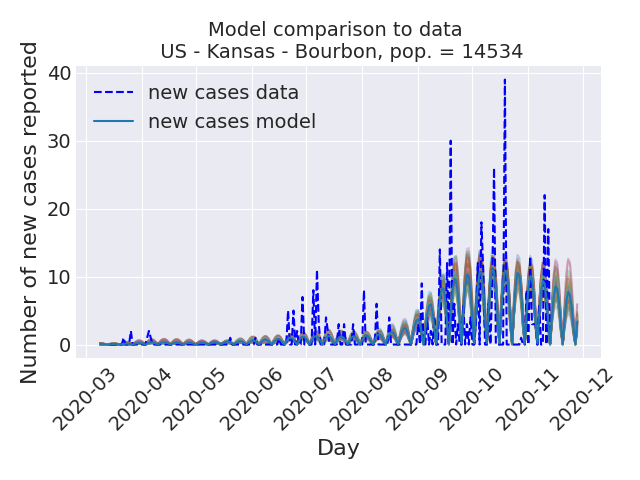 Model comparison to data
US - Kansas - Bourbon, pop. = 14534
Number of new cases reported
40
30
20
10
0
new cases data
new cases model
2020-03
2020-04
2020-05
2020-06
2020-07
2020-08
2020-09
2020-10
2020-11
2020-12
Day